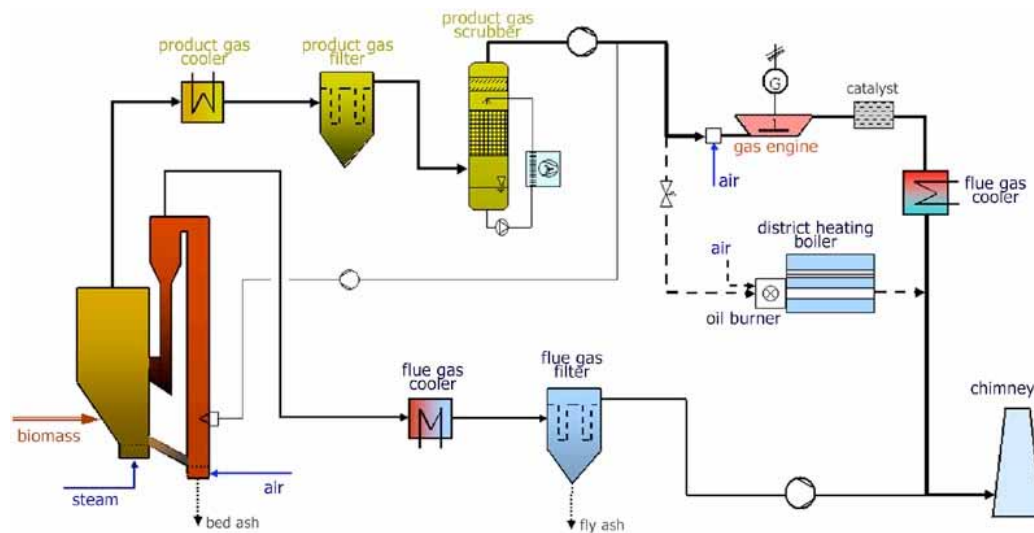 product gas
cooler
product gas
filter
product gas
scrubber
G
catalyst
gas engine
air
flue gas
cooler
district heating
boiler
air
oil burner
flue gas
cooler
flue gas
filter
chimney
biomass
steam
air
bed ash
fly ash